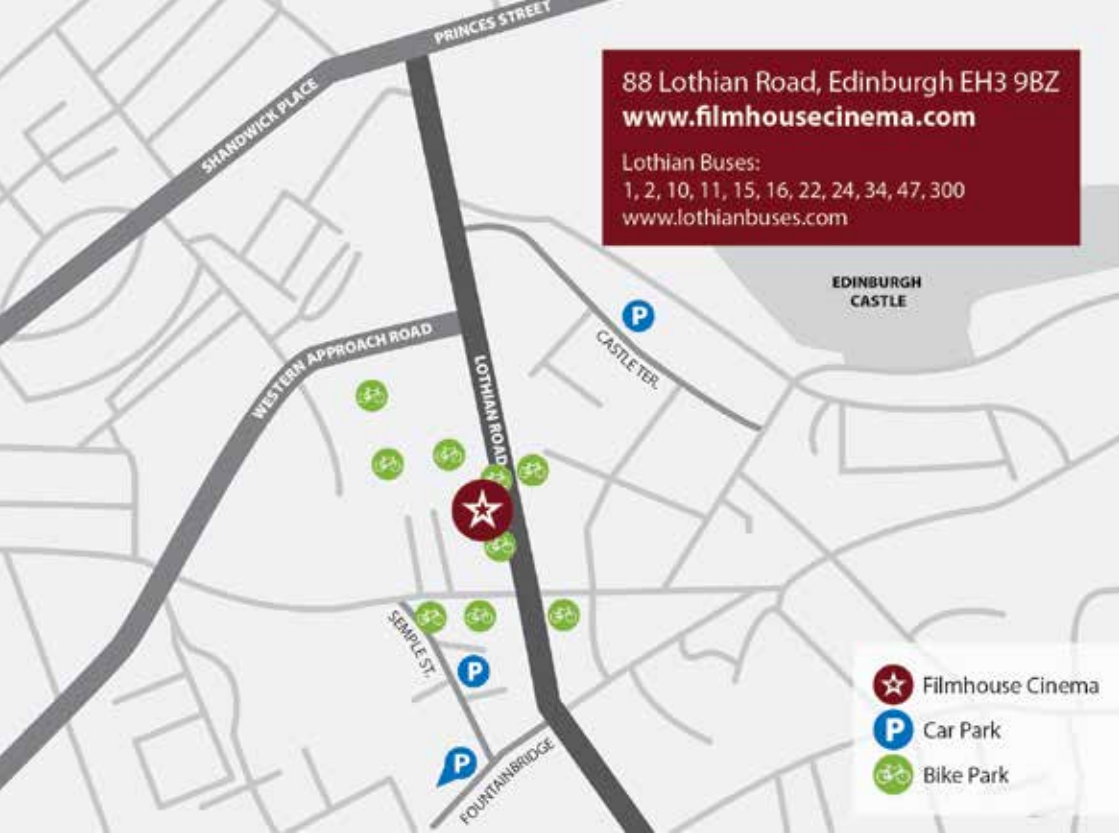 PRINCES STREET
SHANDWICK PLACE
88 Lothian Road, Edinburgh EH3 9BZ
www.filmhousecinema.com
Lothian Buses:
1, 2, 10, 11, 15, 16, 22, 24, 34, 47, 300
www.lothianbuses.com
EDINBURGH
CASTLE
P
CASTLE TER.
WESTERN APPROACH ROAD
LOTHIAN ROAD
SEMPLE ST.
P
P
FOUNTAINBRIDGE
Filmhouse Cinema
P Car Park
Bike Park